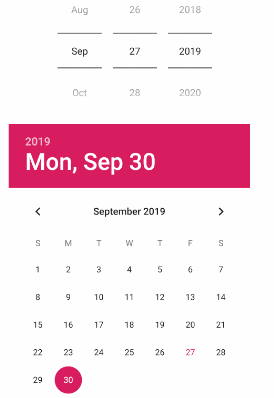 Aug 26 2018
Sep 27 2019
Oct 28 2020
2019
Mon, Sep 30
September 2019
S M T W T F S
1 2 3 4 5 6 7
8 9 10 11 12 13 14
15 16 17 18 19 20 21
22 23 24 25 26 27 28
29 30